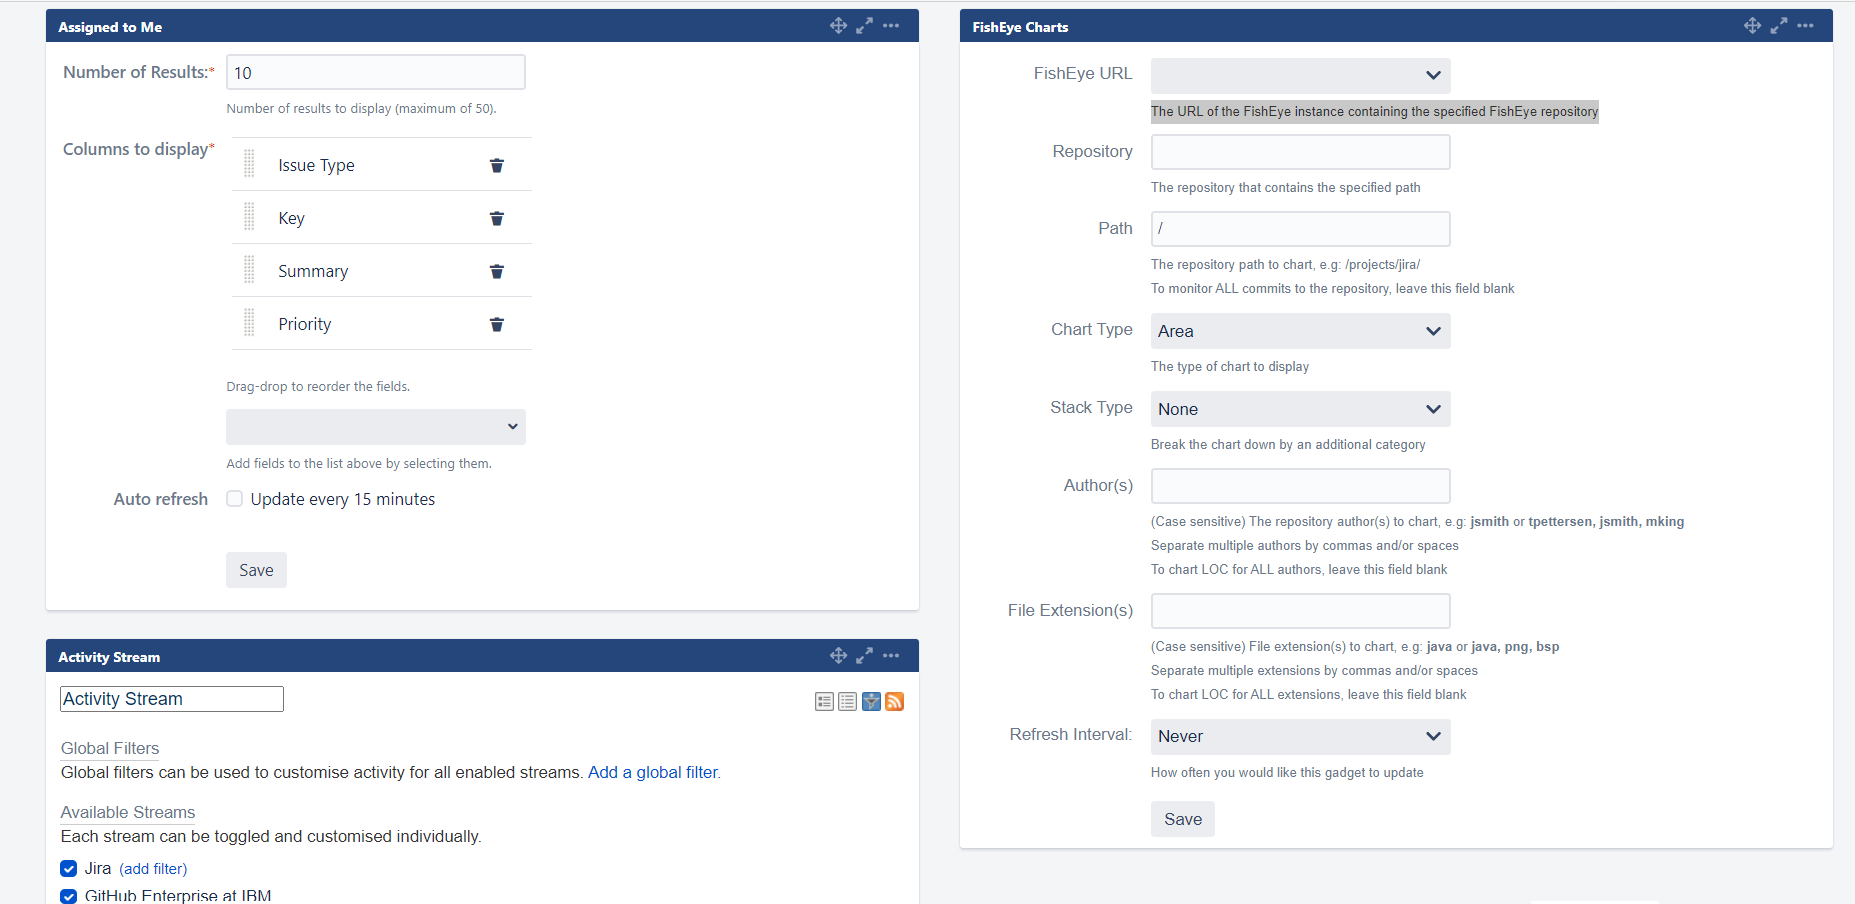 Assigned to Me
Number of Results:*
10
Number of results to display (maximum of 50).
Columns to display*
Issue Type
Key
Summary
Priority
Drag-drop to reorder the fields.
Add fields to the list above by selecting them.
Auto refresh
Update every 15 minutes
Save
Activity Stream
Activity Stream
Global Filters
Global filters can be used to customise activity for all enabled streams. Add a global filter.
Available Streams
Each stream can be toggled and customised individually.
Jira (add filter)
GitHub Enterprise at IBM
FishEye Charts
FishEye URL
The URL of the FishEye instance containing the specified FishEye repository
Repository
The repository that contains the specified path
Path
/
The repository path to chart, e.g: /projects/jira/
To monitor ALL commits to the repository, leave this field blank
Chart Type
Area
The type of chart to display
Stack Type
None
Break the chart down by an additional category
Author(s)
(Case sensitive) The repository author(s) to chart, e.g: jsmith or tpettersen, jsmith, mking
Separate multiple authors by commas and/or spaces
To chart LOC for ALL authors, leave this field blank
File Extension(s)
(Case sensitive) File extension(s) to chart, e.g: java or java, png, bsp
Separate multiple extensions by commas and/or spaces
To chart LOC for ALL extensions, leave this field blank
Refresh Interval:
Never
How often you would like this gadget to update
Save